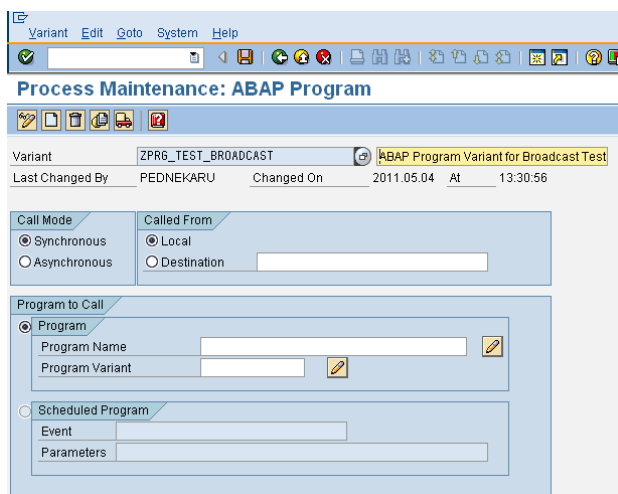 Variant Edit Goto System Help
Process Maintenance: ABAP Program
Variant ZPRG_TEST_BROADCAST ABAP Program Variant for Broadcast Test
Last Changed By PEDNEKARU Changed On 2011.05.04 At 13:30:56
Call Mode Called From
Synchronous Local
Asynchronous Destination
Program to Call
Program
Program Name
Program Variant
Scheduled Program
Event
Parameters